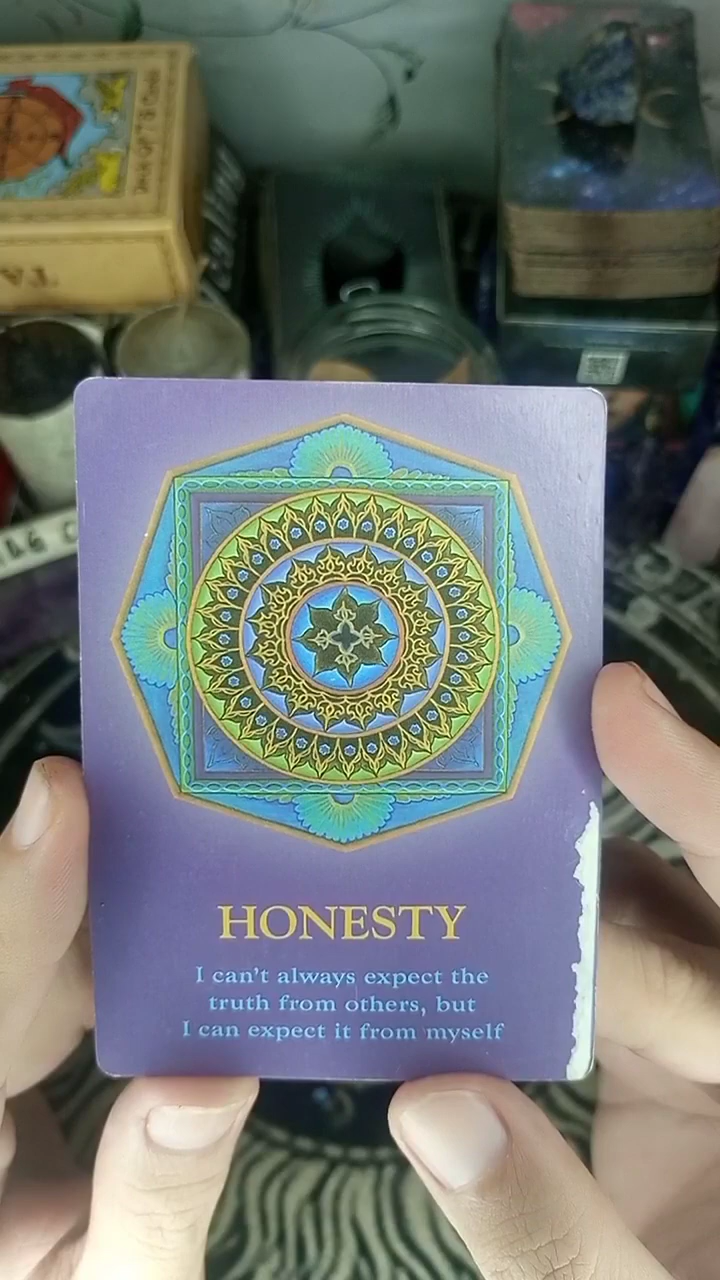 HONESTY
I can't always expect the
truth from others, but
I can expect it from myself